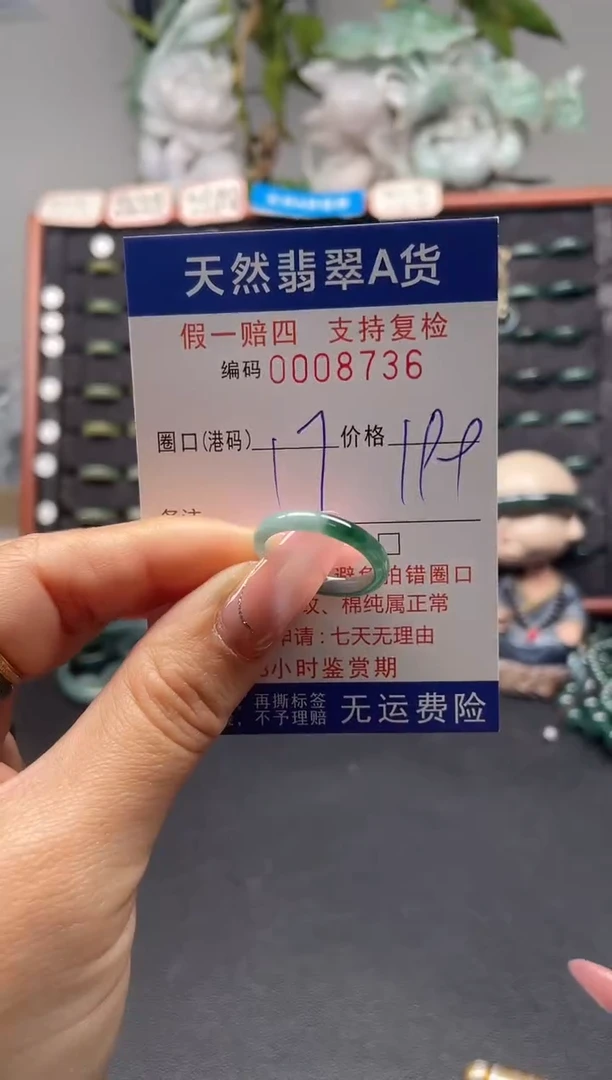 天然翡翠A货
假一赔四 支持复检
编码 0008736
圈口(港码) 17 价格 199
备注
拍错圈口
纹、棉纯属正常
申请：七天无理由
小时鉴赏期
再撕标签
不予理赔
无运费险